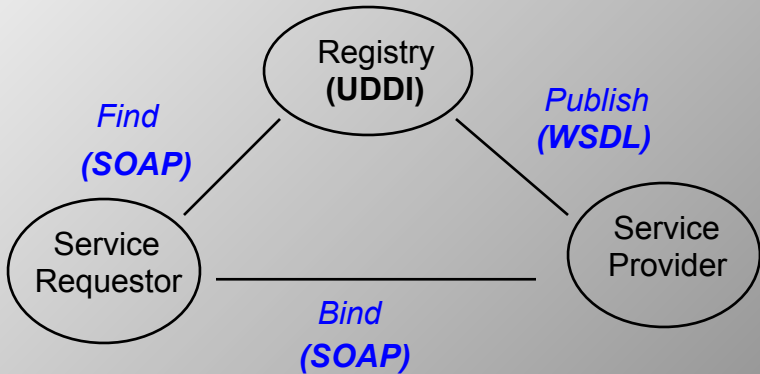 Registry
(UDDI)
Find
(SOAP)
Publish
(WSDL)
Service
Requestor
Service
Provider
Bind
(SOAP)